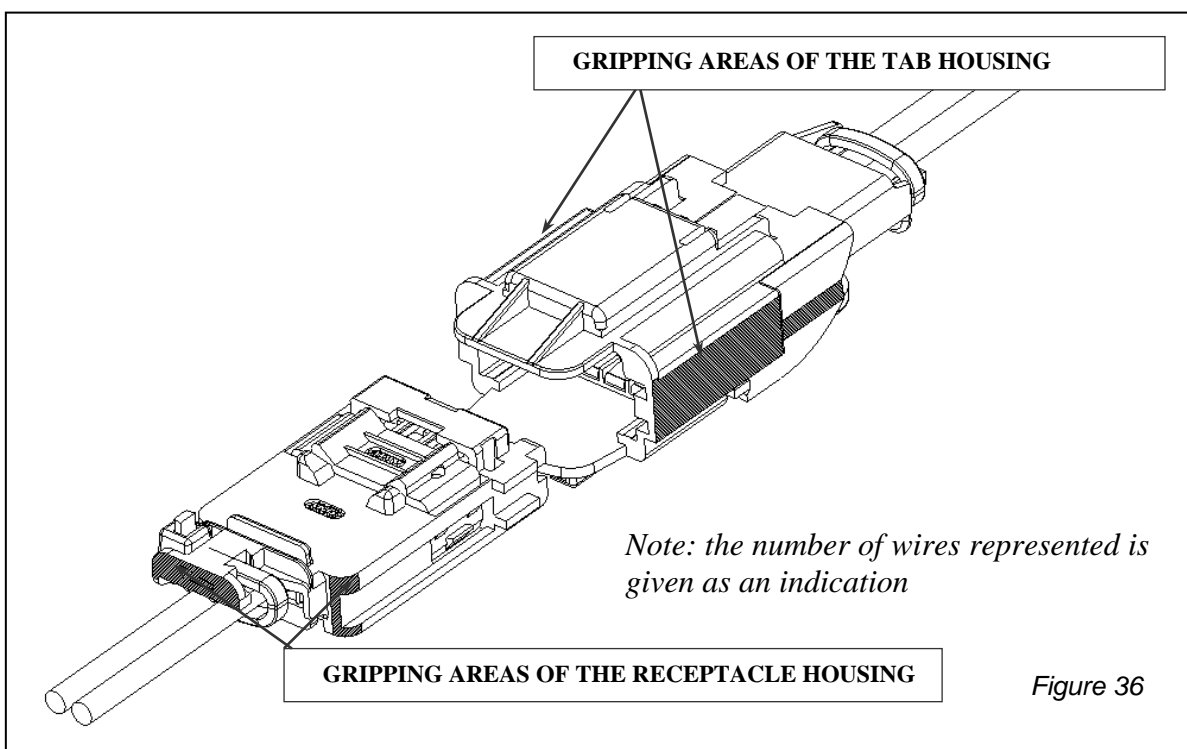 GRIPPING AREAS OF THE TAB HOUSING
Note: the number of wires represented is
given as an indication
GRIPPING AREAS OF THE RECEPTACLE HOUSING
Figure 36